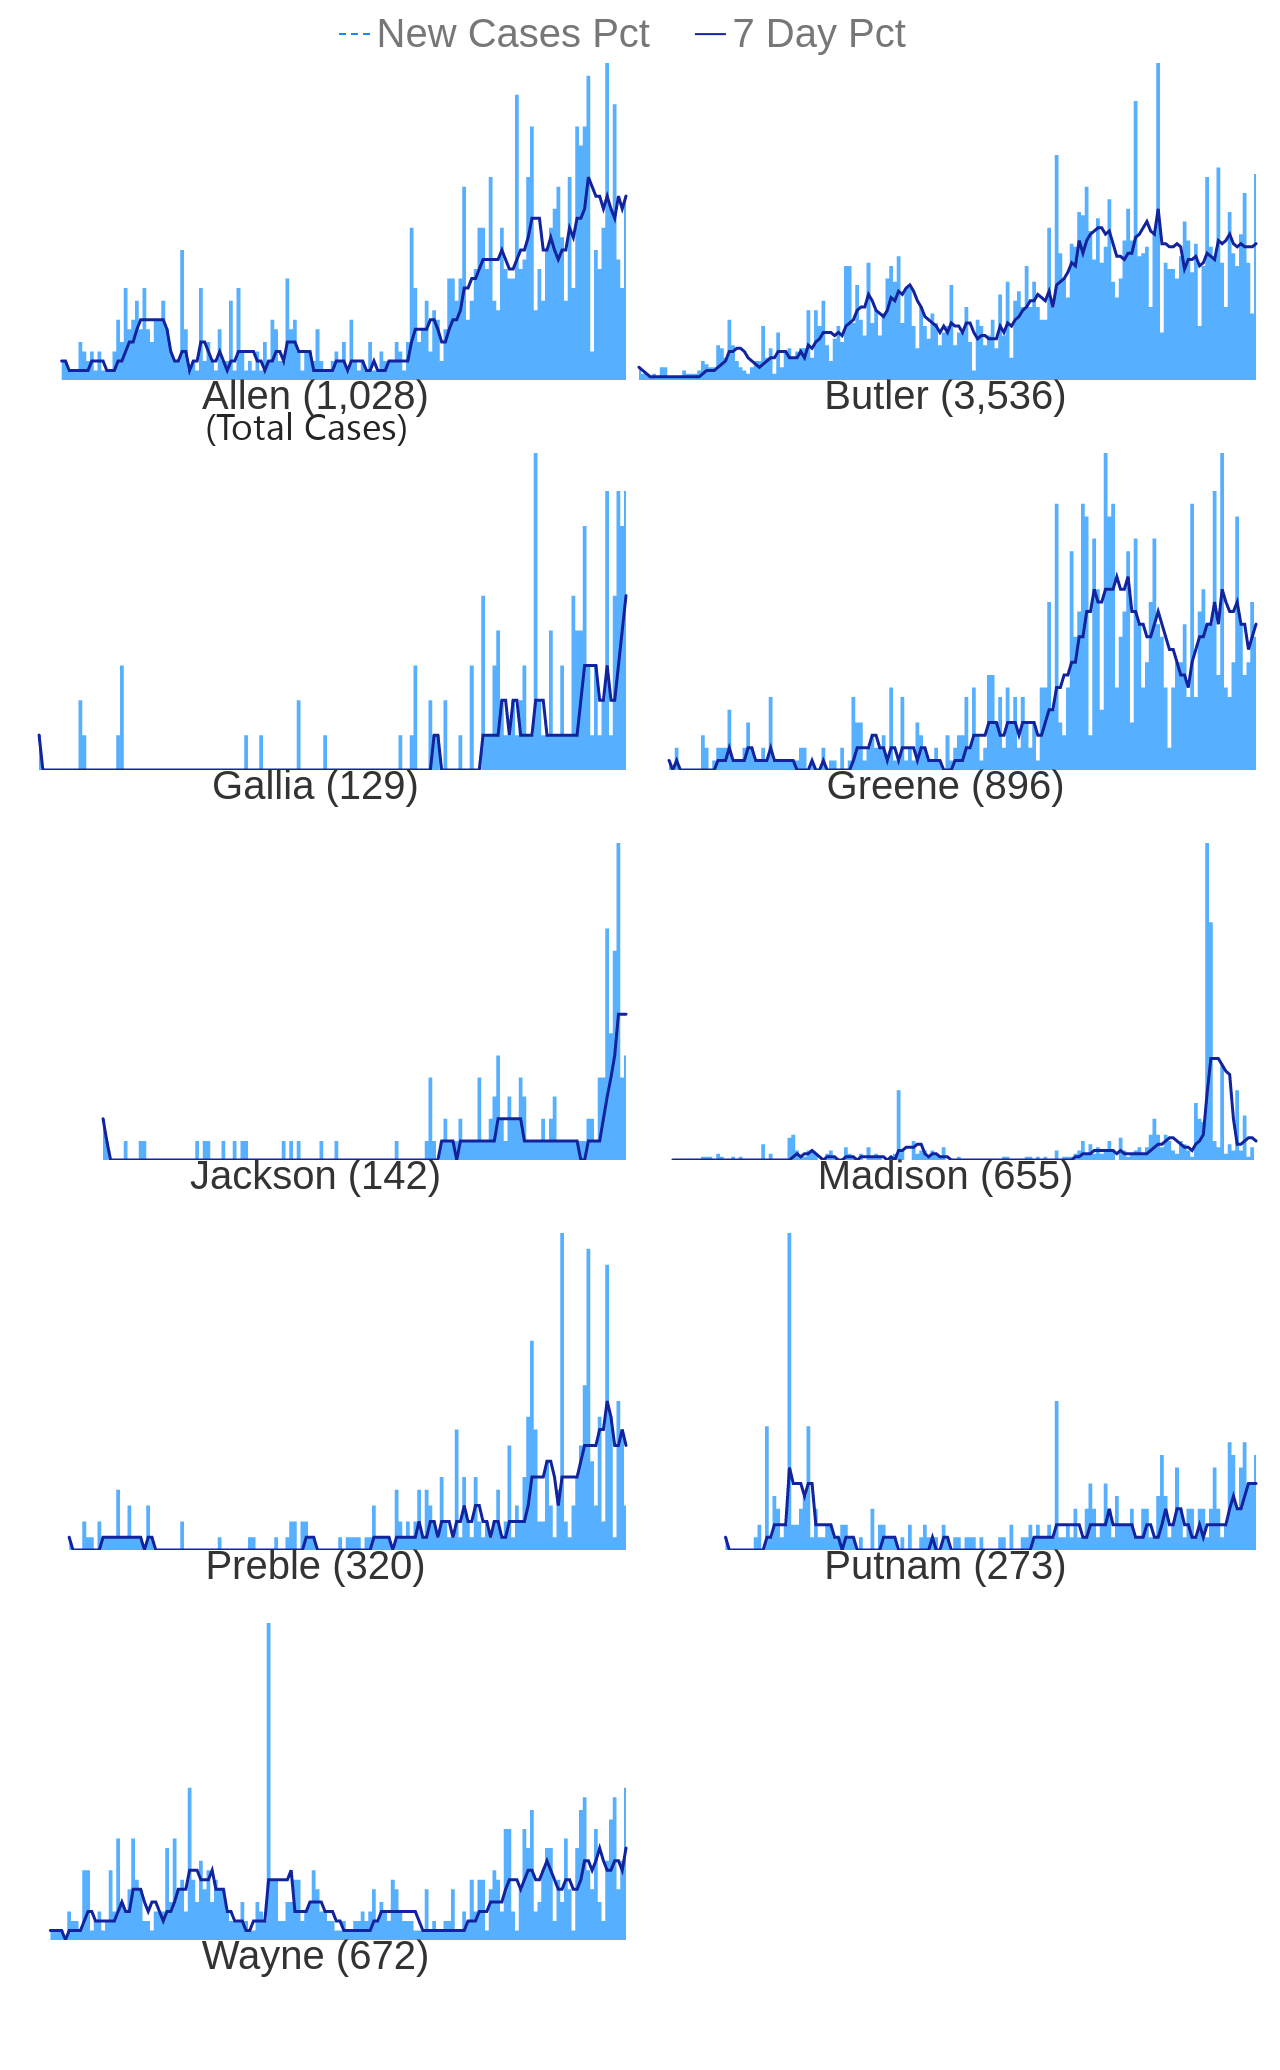 New Cases Pct 7 Day Pct
Allen (1,028) Butler (3,536)
(Total Cases)
Gallia (129) Greene (896)
Jackson (142) Madison (655)
Preble (320) Putnam (273)
Wayne (672)